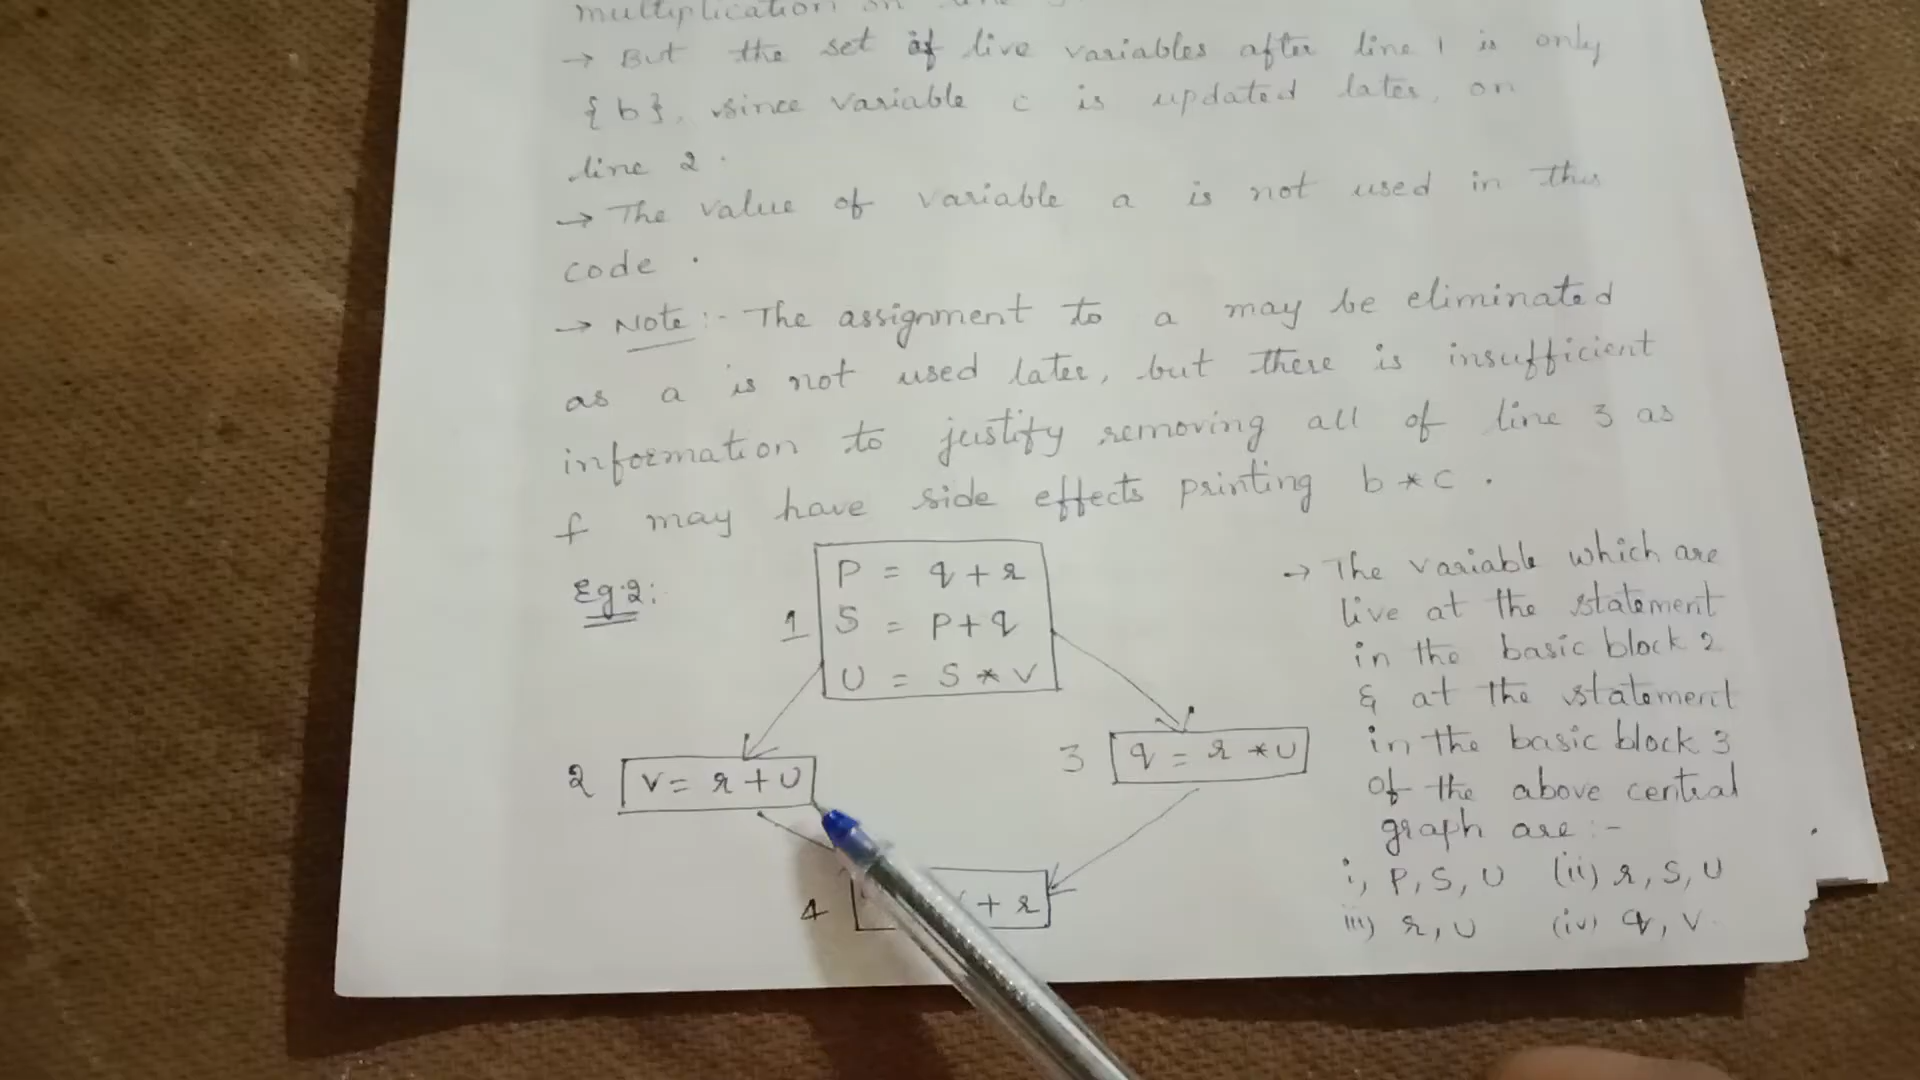 multiplication on line 3
→ But the set of live variables after line 1 is only
{b}, since variable c is updated later, on
line 2.
→ The value of variable a is not used in this
code.
→ Note:- The assignment to a may be eliminated
as a is not used later, but there is insufficient
information to justify removing all of line 3 as
f may have side effects printing b*c.
Eg.2:
1
P = q+r
S = P+q
U = S*V
2
V = r+U
3
q = r*U
4
+ r
→ The variable which are
live at the statement
in the basic block 2
& at the statement
in the basic block 3
of the above central
graph are:-
i, P, S, U (ii) r, S, U
iii) r, U (iv) q, V.